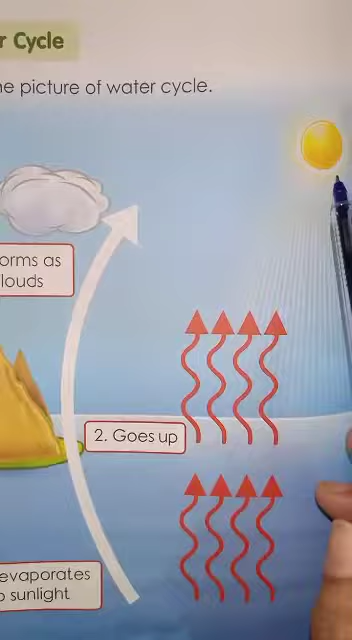 r Cycle
he picture of water cycle.
orms as
louds
2. Goes up
evaporates
o sunlight